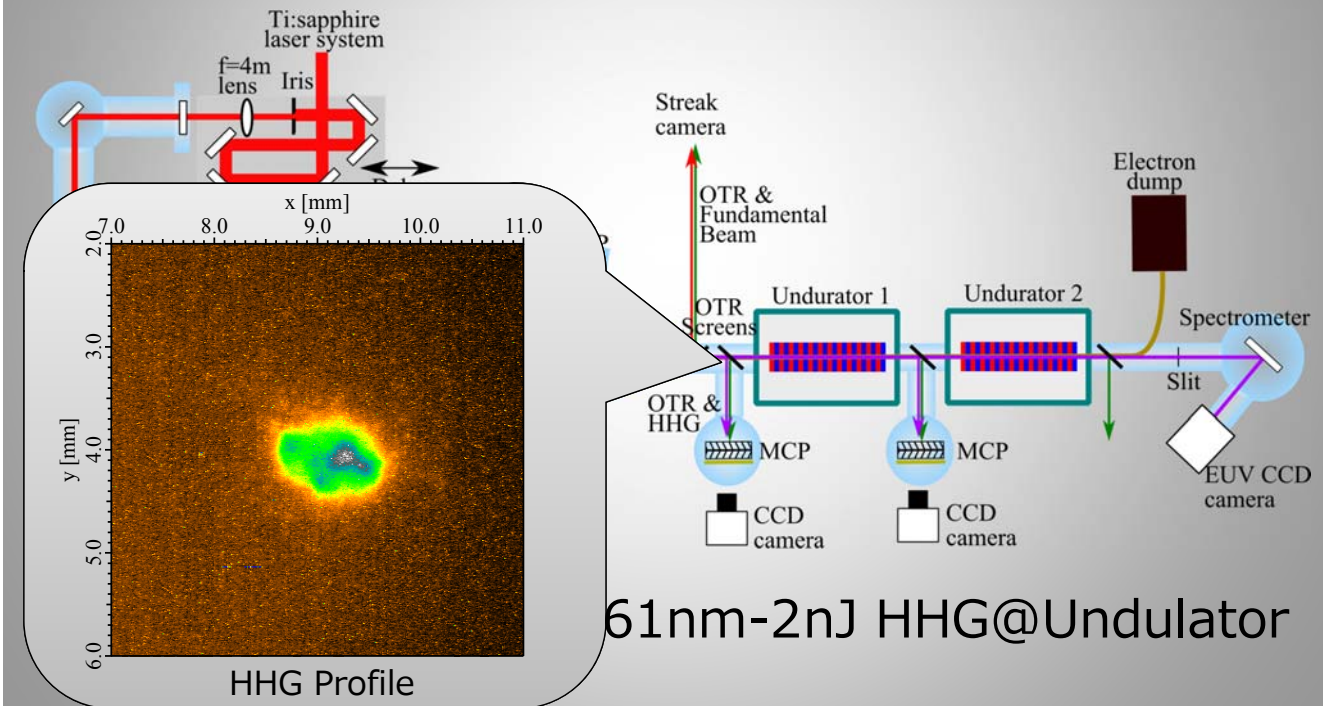 Ti:sapphire
laser system
f=4m
lens
Iris
Streak
camera
Electron
dump
OTR &
Fundamental
Beam
Undurator 1
Undurator 2
OTR
Screens
Spectrometer
Slit
OTR &
HHG
MCP
MCP
EUV CCD
camera
CCD
camera
CCD
camera
x [mm]
7.0 8.0 9.0 10.0 11.0
y [mm]
2.0
3.0
4.0
5.0
6.0
HHG Profile
61nm-2nJ HHG@Undulator